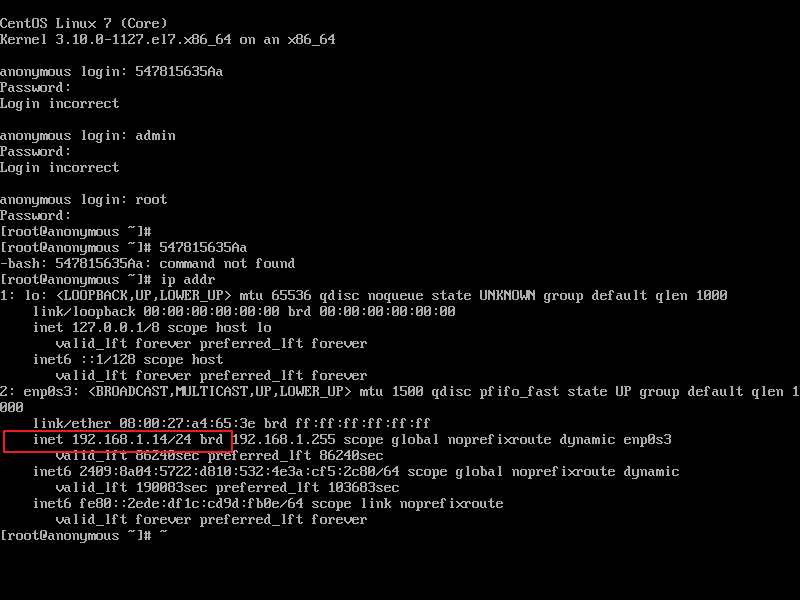 CentOS Linux 7 (Core)
Kernel 3.10.0-1127.el7.x86_64 on an x86_64
anonymous login: 547815635Aa
Password:
Login incorrect
anonymous login: admin
Password:
Login incorrect
anonymous login: root
Password:
[root@anonymous ~]#
[root@anonymous ~]# 547815635Aa
-bash: 547815635Aa: command not found
[root@anonymous ~]# ip addr
1: lo: <LOOPBACK,UP,LOWER_UP> mtu 65536 qdisc noqueue state UNKNOWN group default qlen 1000
link/loopback 00:00:00:00:00:00 brd 00:00:00:00:00:00
inet 127.0.0.1/8 scope host lo
valid_lft forever preferred_lft forever
inet6 ::1/128 scope host
valid_lft forever preferred_lft forever
2: enp0s3: <BROADCAST,MULTICAST,UP,LOWER_UP> mtu 1500 qdisc pfifo_fast state UP group default qlen 1
000
link/ether 08:00:27:a4:65:3e brd ff:ff:ff:ff:ff:ff
inet 192.168.1.14/24 brd 192.168.1.255 scope global noprefixroute dynamic enp0s3
valid_lft 86240sec preferred_lft 86240sec
inet6 2409:8a04:5722:d810:532:4e3a:cf5:2c80/64 scope global noprefixroute dynamic
valid_lft 190083sec preferred_lft 103683sec
inet6 fe80::2ede:df1c:cd9d:fb0e/64 scope link noprefixroute
valid_lft forever preferred_lft forever
[root@anonymous ~]# ~